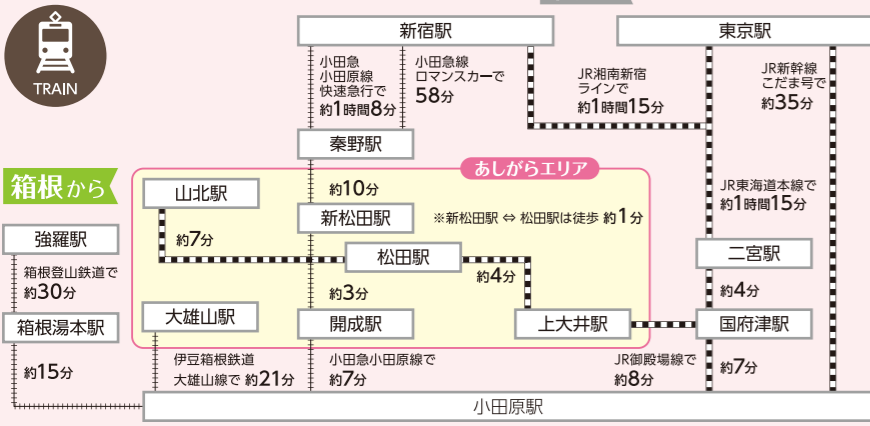 TRAIN
新宿駅
東京駅
小田急
小田原線
快速急行で
約1時間8分
小田急線
ロマンスカーで
58分
JR湘南新宿
ラインで
約1時間15分
JR新幹線
こだま号で
約35分
秦野駅
箱根から
あしがらエリア
山北駅
約10分
JR東海道本線で
約1時間15分
新松田駅
※新松田駅 ⇔ 松田駅は徒歩 約1分
強羅駅
約7分
松田駅
二宮駅
箱根登山鉄道で
約30分
約4分
約3分
約4分
箱根湯本駅
大雄山駅
開成駅
上大井駅
国府津駅
約15分
伊豆箱根鉄道
大雄山線で 約21分
小田急小田原線で
約7分
JR御殿場線で
約8分
約7分
小田原駅